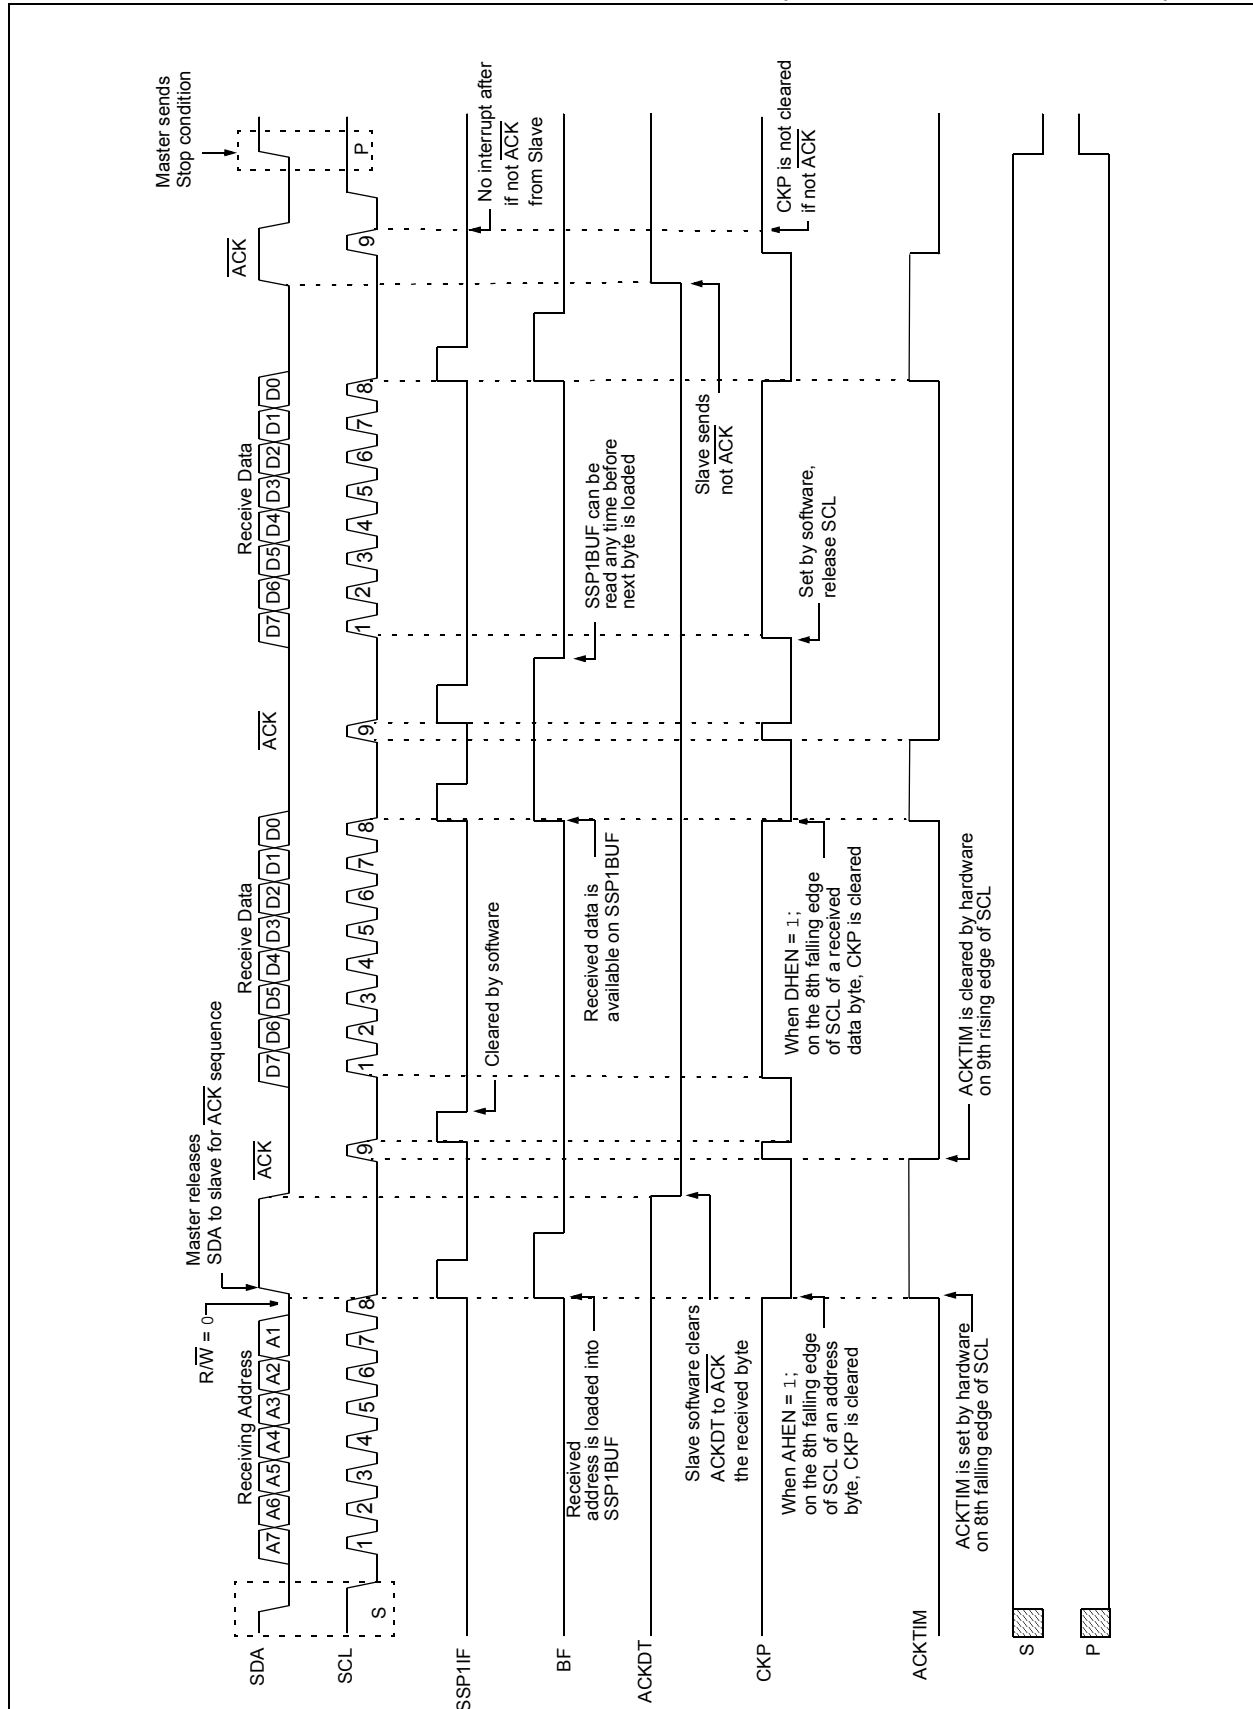 Master sends
Stop condition
Master releases
SDA to slave for ACK sequence
R/W = 0
Receiving Address
Receive Data
ACK
Receive Data
ACK
ACK
SDA
A7 A6 A5 A4 A3 A2 A1
D7 D6 D5 D4 D3 D2 D1 D0
D7 D6 D5 D4 D3 D2 D1 D0
SCL
S
1 2 3 4 5 6 7 8
9
1 2 3 4 5 6 7 8
9
1 2 3 4 5 6 7 8
9
P
SSP1IF
Cleared by software
No interrupt after
if not ACK
from Slave
BF
Received
address is loaded into
SSP1BUF
Received data is
available on SSP1BUF
SSP1BUF can be
read any time before
next byte is loaded
ACKDT
Slave software clears
ACKDT to ACK
the received byte
Slave sends
not ACK
CKP
When AHEN = 1;
on the 8th falling edge
of SCL of an address
byte, CKP is cleared
When DHEN = 1;
on the 8th falling edge
of SCL of a received
data byte, CKP is cleared
Set by software,
release SCL
CKP is not cleared
if not ACK
ACKTIM
ACKTIM is set by hardware
on 8th falling edge of SCL
ACKTIM is cleared by hardware
on 9th rising edge of SCL
S
P